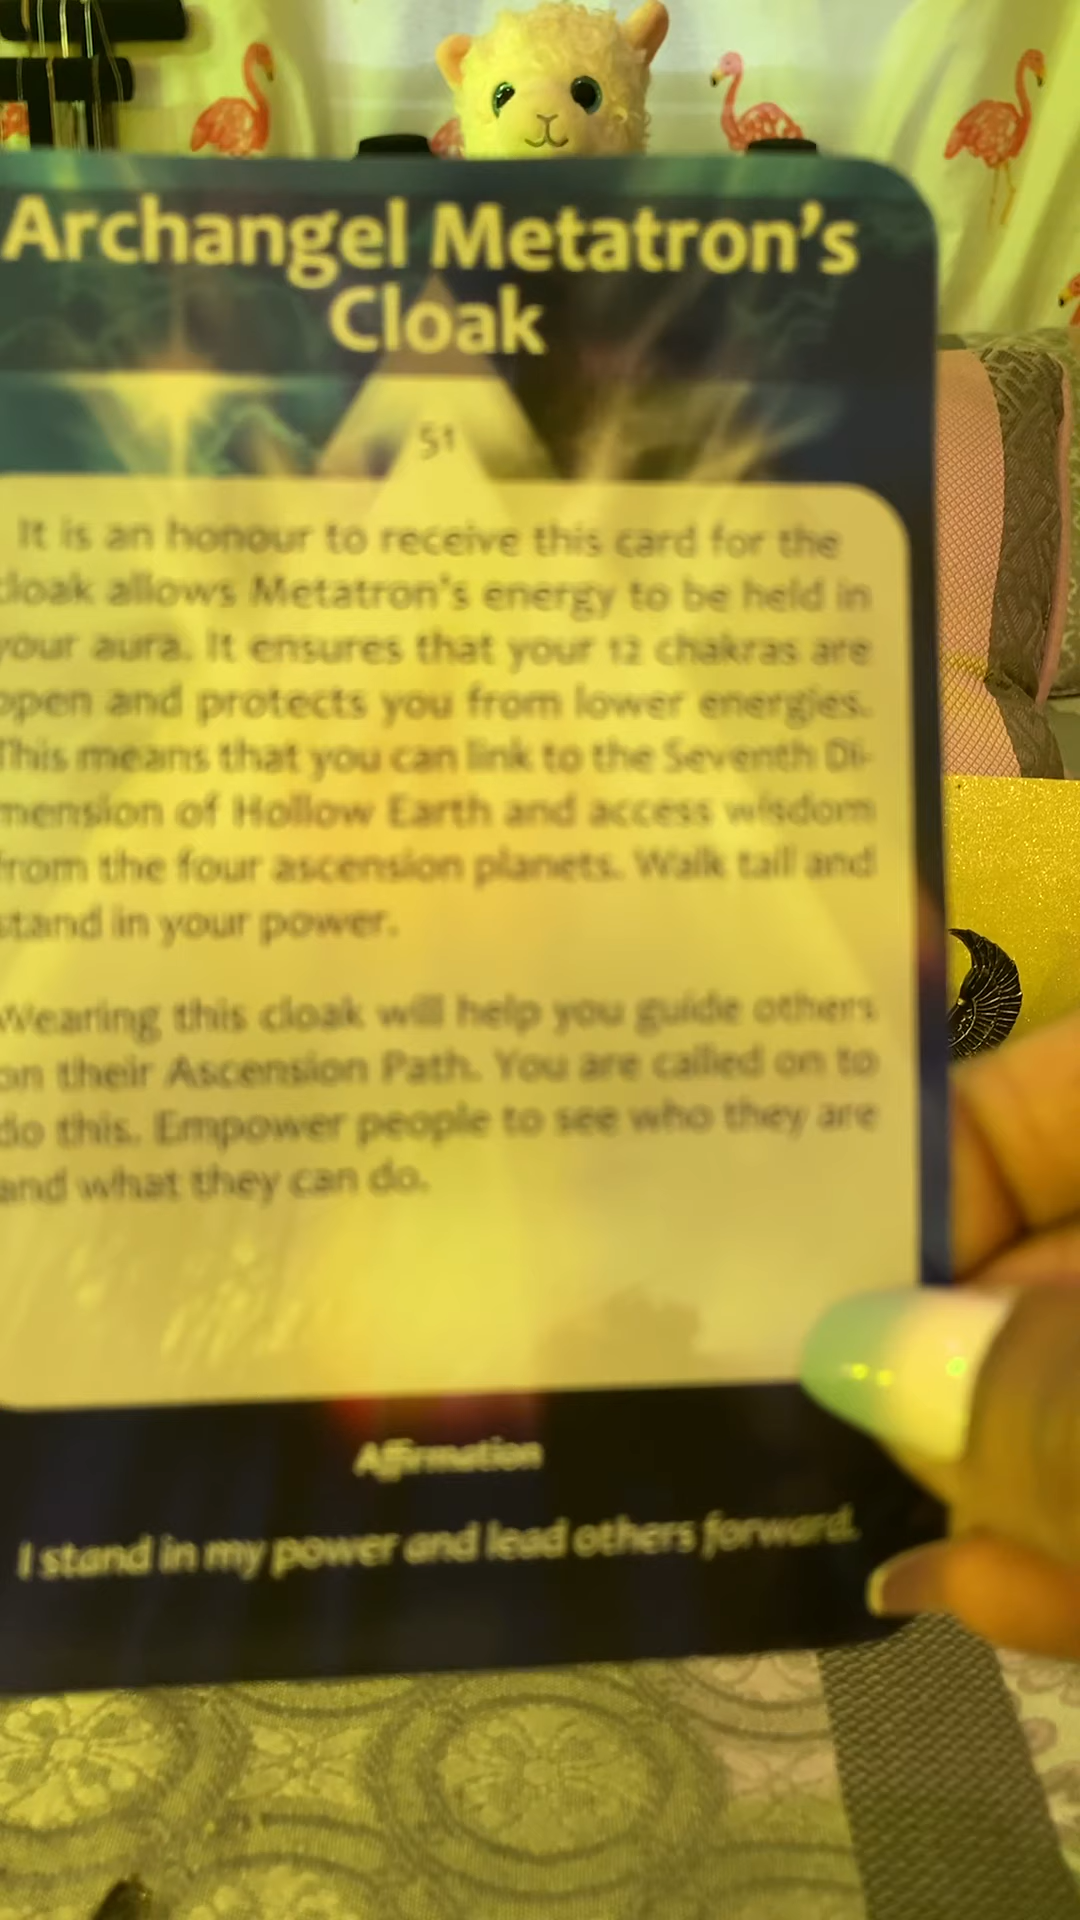 Archangel Metatron's
Cloak
51
It is an honour to receive this card for the
cloak allows Metatron's energy to be held in
your aura. It ensures that your 12 chakras are
open and protects you from lower energies.
This means that you can link to the Seventh Di-
mension of Hollow Earth and access wisdom
from the four ascension planets. Walk tall and
stand in your power.
Wearing this cloak will help you guide others
on their Ascension Path. You are called on to
do this. Empower people to see who they are
and what they can do.
Affirmation
I stand in my power and lead others forward.